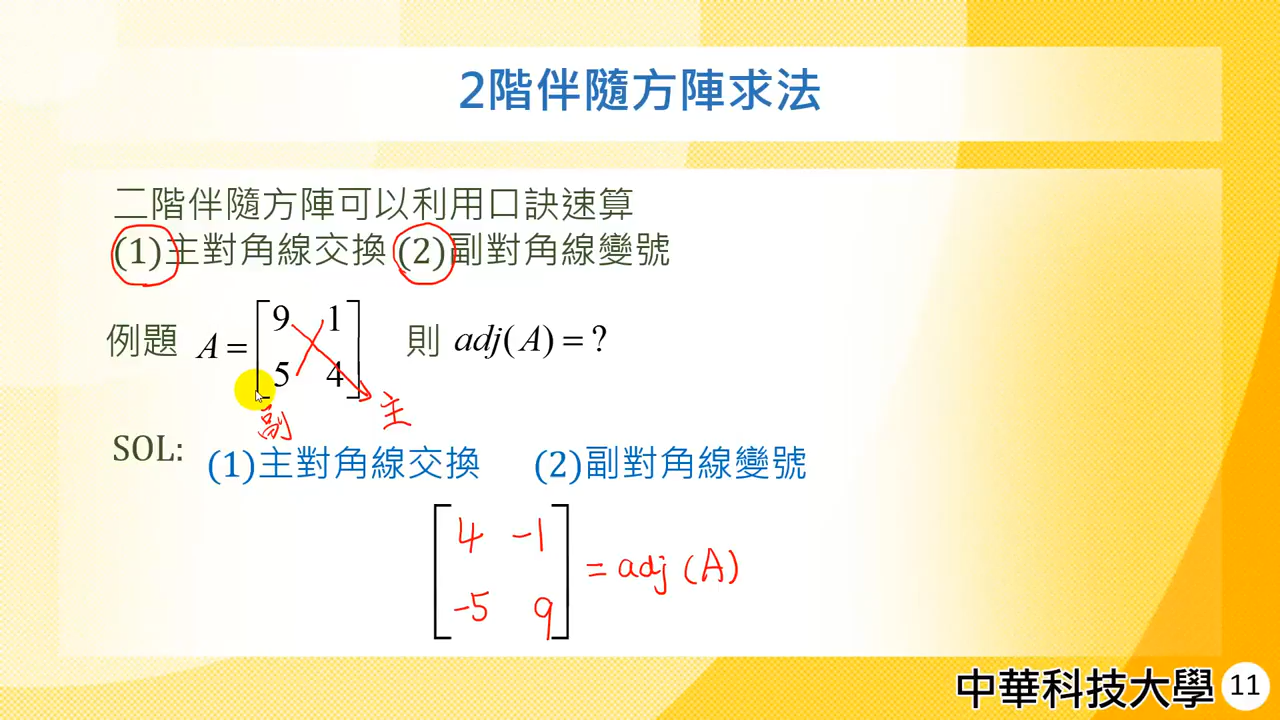 2階伴隨方陣求法
二階伴隨方陣可以利用口訣速算
(1)主對角線交換 (2)副對角線變號
例題 A = [9 1
5 4] 則 adj(A) = ?
副 主
SOL: (1)主對角線交換 (2)副對角線變號
[4 -1
-5 9] = adj (A)
中華科技大學 11